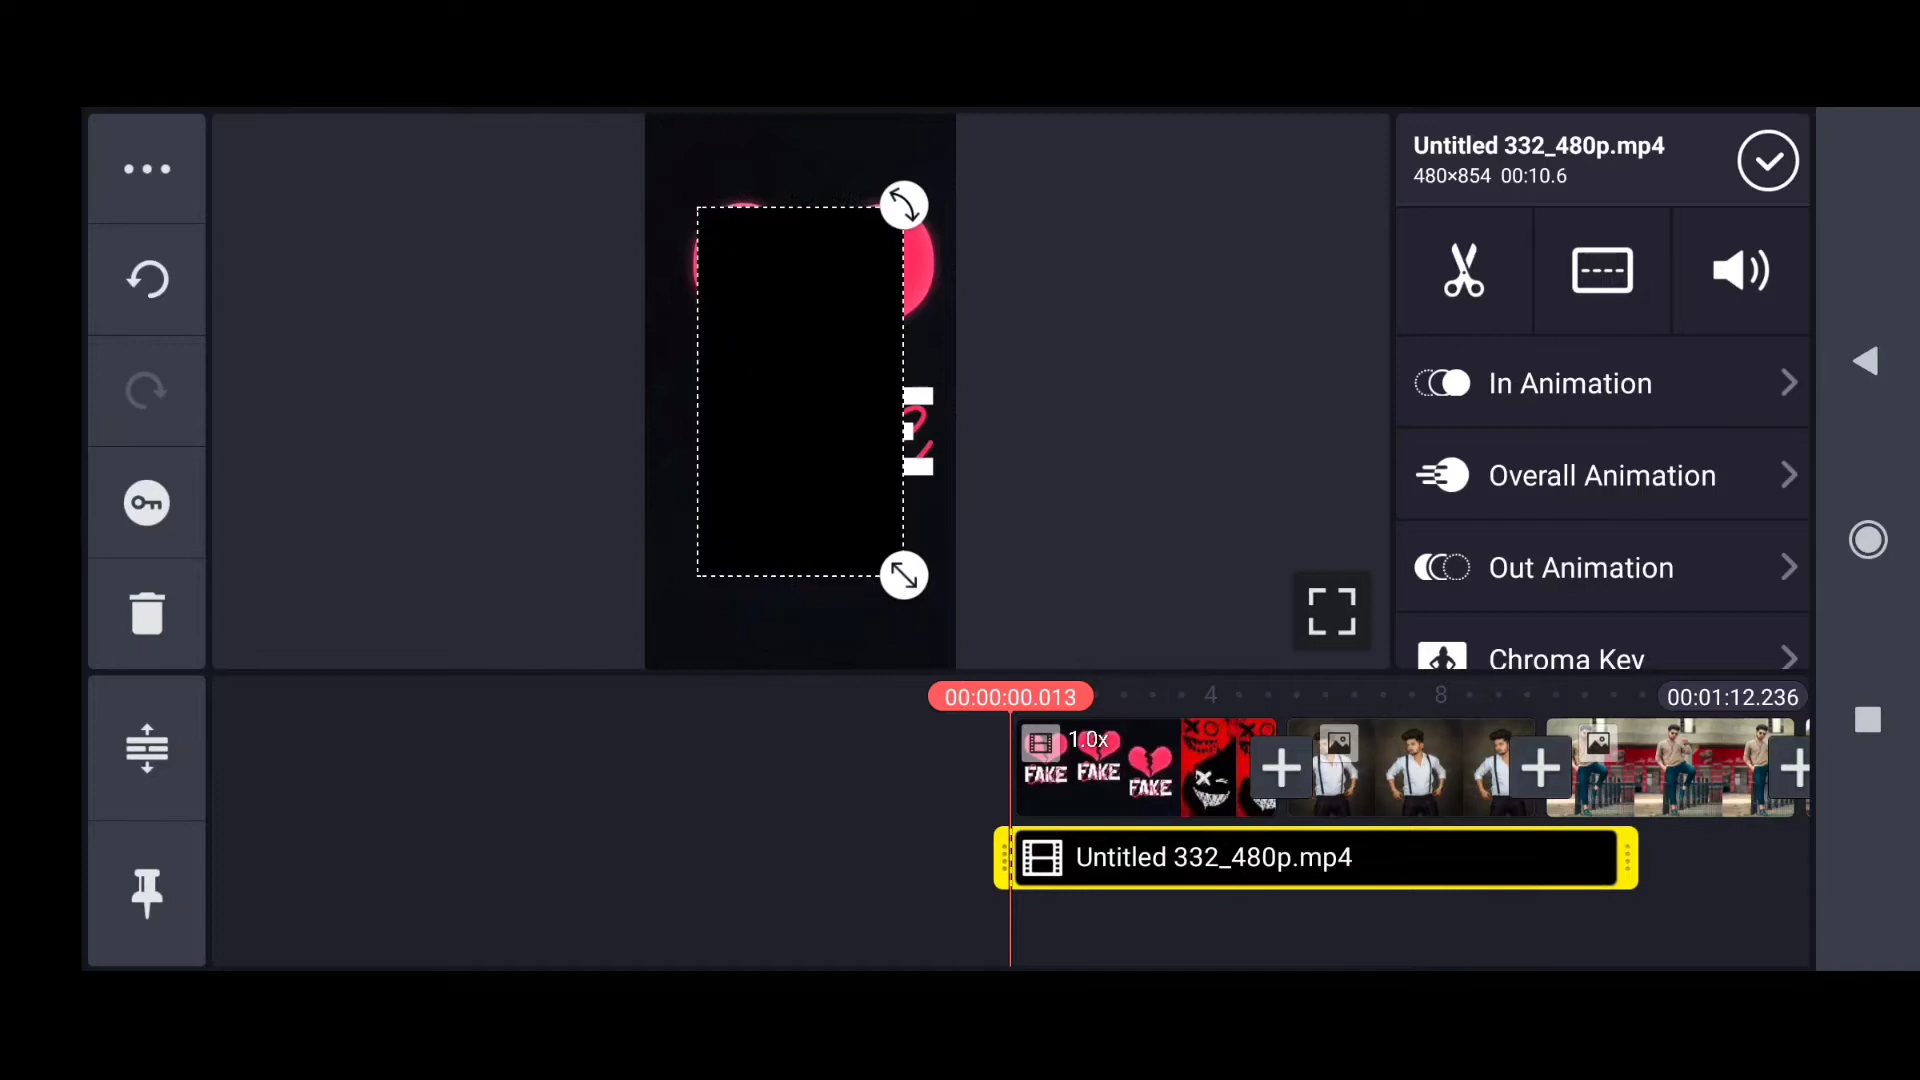 Untitled 332_480p.mp4
480×854 00:10.6
In Animation
Overall Animation
Out Animation
Chroma Key
00:00:00.013
4
8
00:01:12.236
1.0x
FAKE
FAKE
FAKE
Untitled 332_480p.mp4